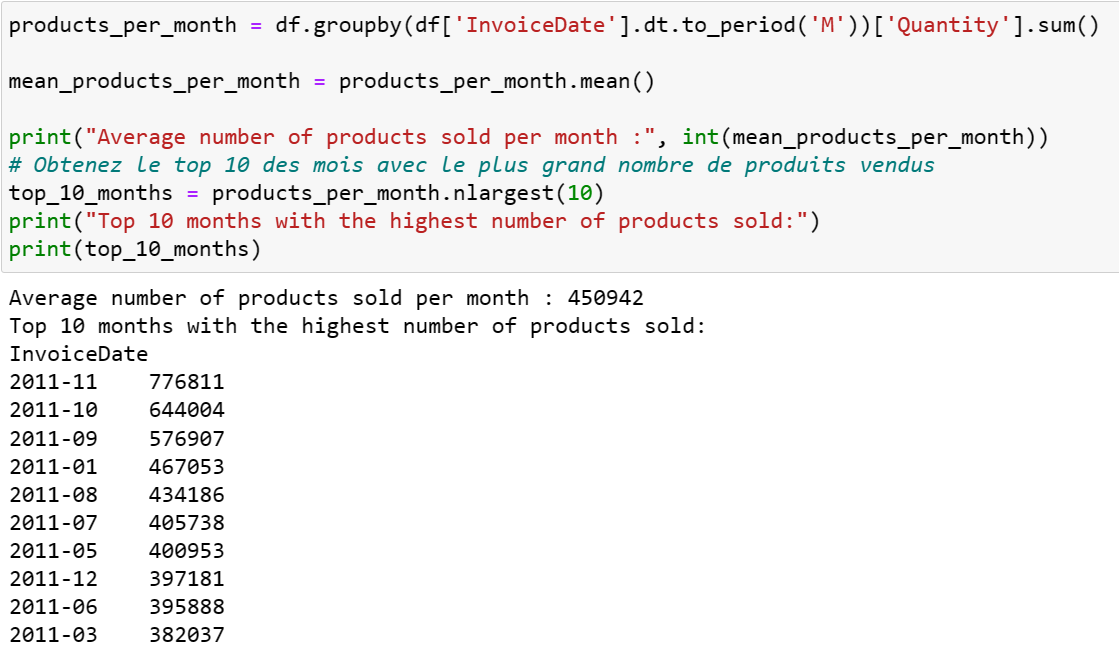 products_per_month = df.groupby(df['InvoiceDate'].dt.to_period('M'))['Quantity'].sum()
mean_products_per_month = products_per_month.mean()
print("Average number of products sold per month :", int(mean_products_per_month))
# Obtenez le top 10 des mois avec le plus grand nombre de produits vendus
top_10_months = products_per_month.nlargest(10)
print("Top 10 months with the highest number of products sold:")
print(top_10_months)
Average number of products sold per month : 450942
Top 10 months with the highest number of products sold:
InvoiceDate
2011-11    776811
2011-10    644004
2011-09    576907
2011-01    467053
2011-08    434186
2011-07    405738
2011-05    400953
2011-12    397181
2011-06    395888
2011-03    382037